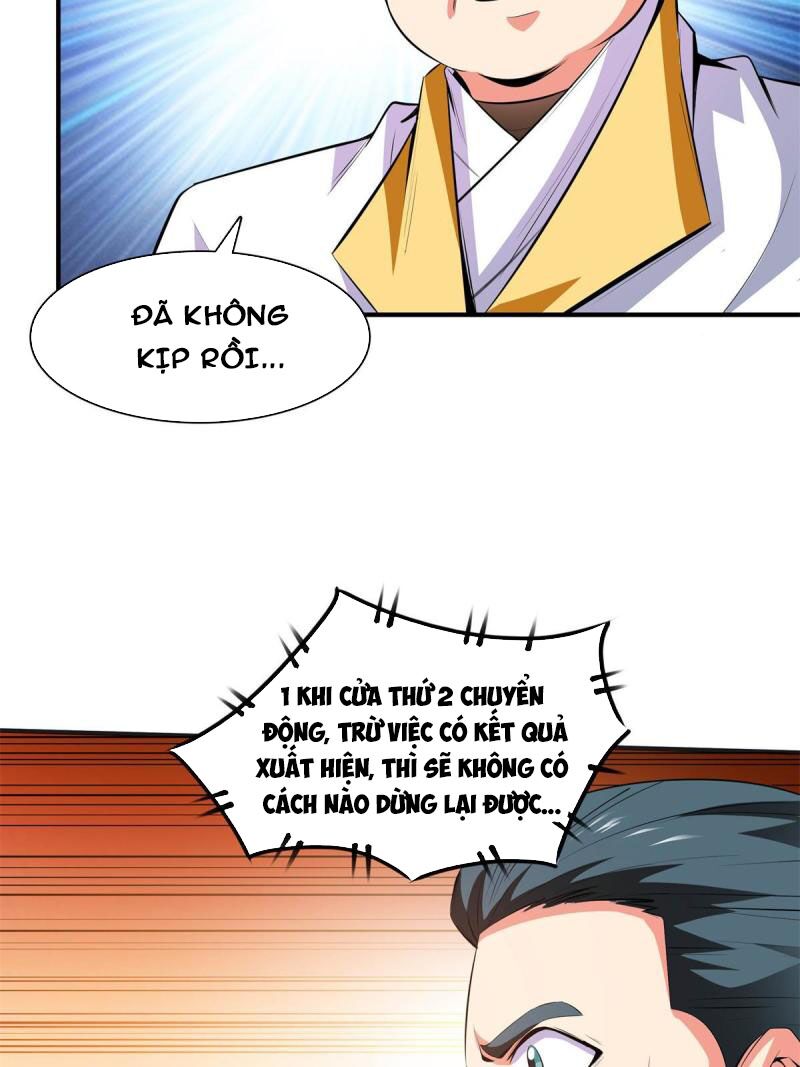 ĐÃ KHÔNG
KỊP RỒI...
1 KHI CỬA THỨ 2 CHUYỂN
ĐỘNG, TRỪ VIỆC CÓ KẾT QUẢ
XUẤT HIỆN, THÌ SẼ KHÔNG CÓ
CÁCH NÀO DỪNG LẠI ĐƯỢC...